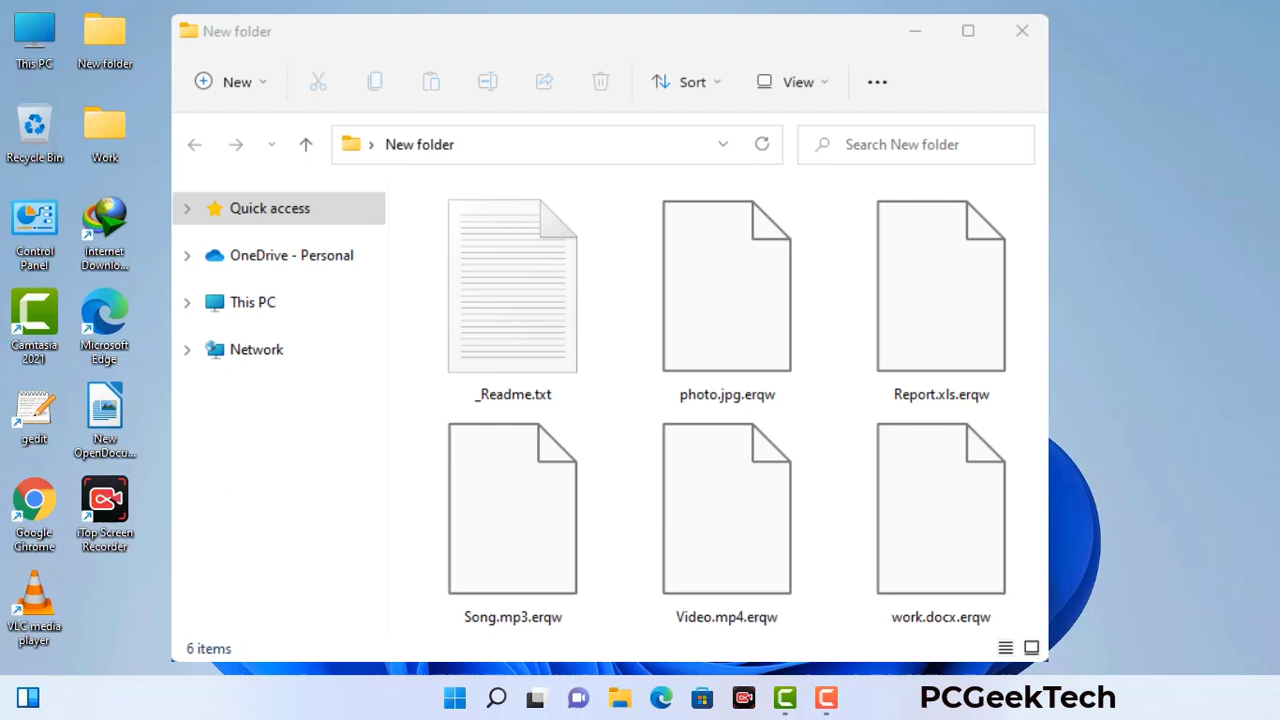 This PC
New folder
Recycle Bin
Work
Control
Panel
Internet
Downlo...
Camtasia
2021
Microsoft
Edge
gedit
New
OpenDocu...
Google
Chrome
iTop Screen
Recorder
VLC media
player
New folder
New
Sort
View
New folder
Search New folder
Quick access
OneDrive - Personal
This PC
Network
_Readme.txt
photo.jpg.erqw
Report.xls.erqw
Song.mp3.erqw
Video.mp4.erqw
work.docx.erqw
6 items
PCGeekTech